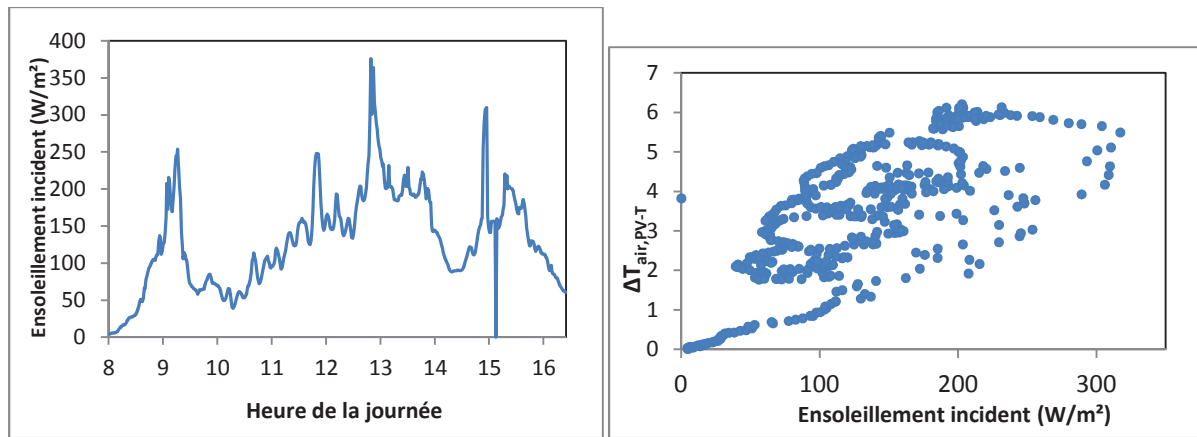 Ensoleillement incident (W/m²)
400
350
300
250
200
150
100
50
0
8 9 10 11 12 13 14 15 16
Heure de la journée
ΔTair,PV-T
7
6
5
4
3
2
1
0
0 100 200 300
Ensoleillement incident (W/m²)